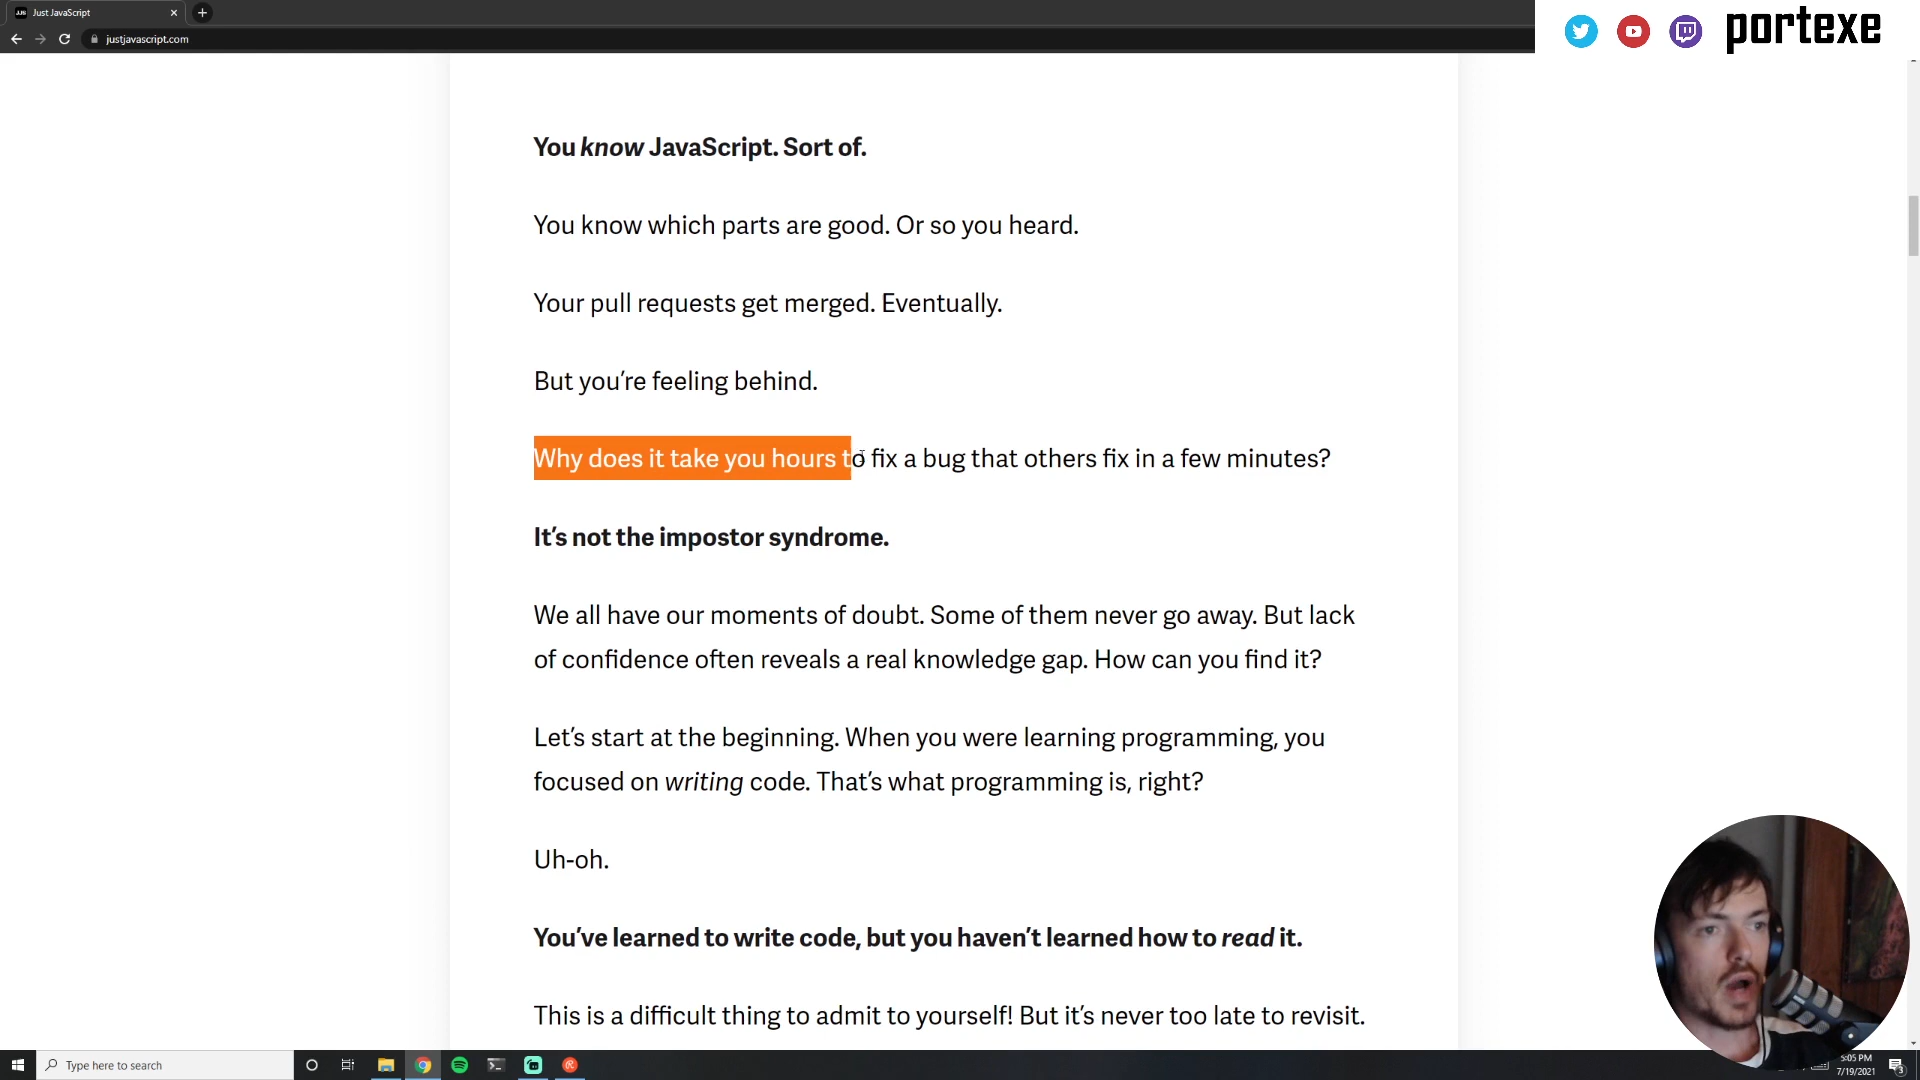 Just JavaScript
justjavascript.com
portexe
You know JavaScript. Sort of.
You know which parts are good. Or so you heard.
Your pull requests get merged. Eventually.
But you’re feeling behind.
Why does it take you hours to fix a bug that others fix in a few minutes?
It’s not the impostor syndrome.
We all have our moments of doubt. Some of them never go away. But lack
of confidence often reveals a real knowledge gap. How can you find it?
Let’s start at the beginning. When you were learning programming, you
focused on writing code. That’s what programming is, right?
Uh-oh.
You’ve learned to write code, but you haven’t learned how to read it.
This is a difficult thing to admit to yourself! But it’s never too late to revisit.
Type here to search
5:05 PM
7/19/2021
3